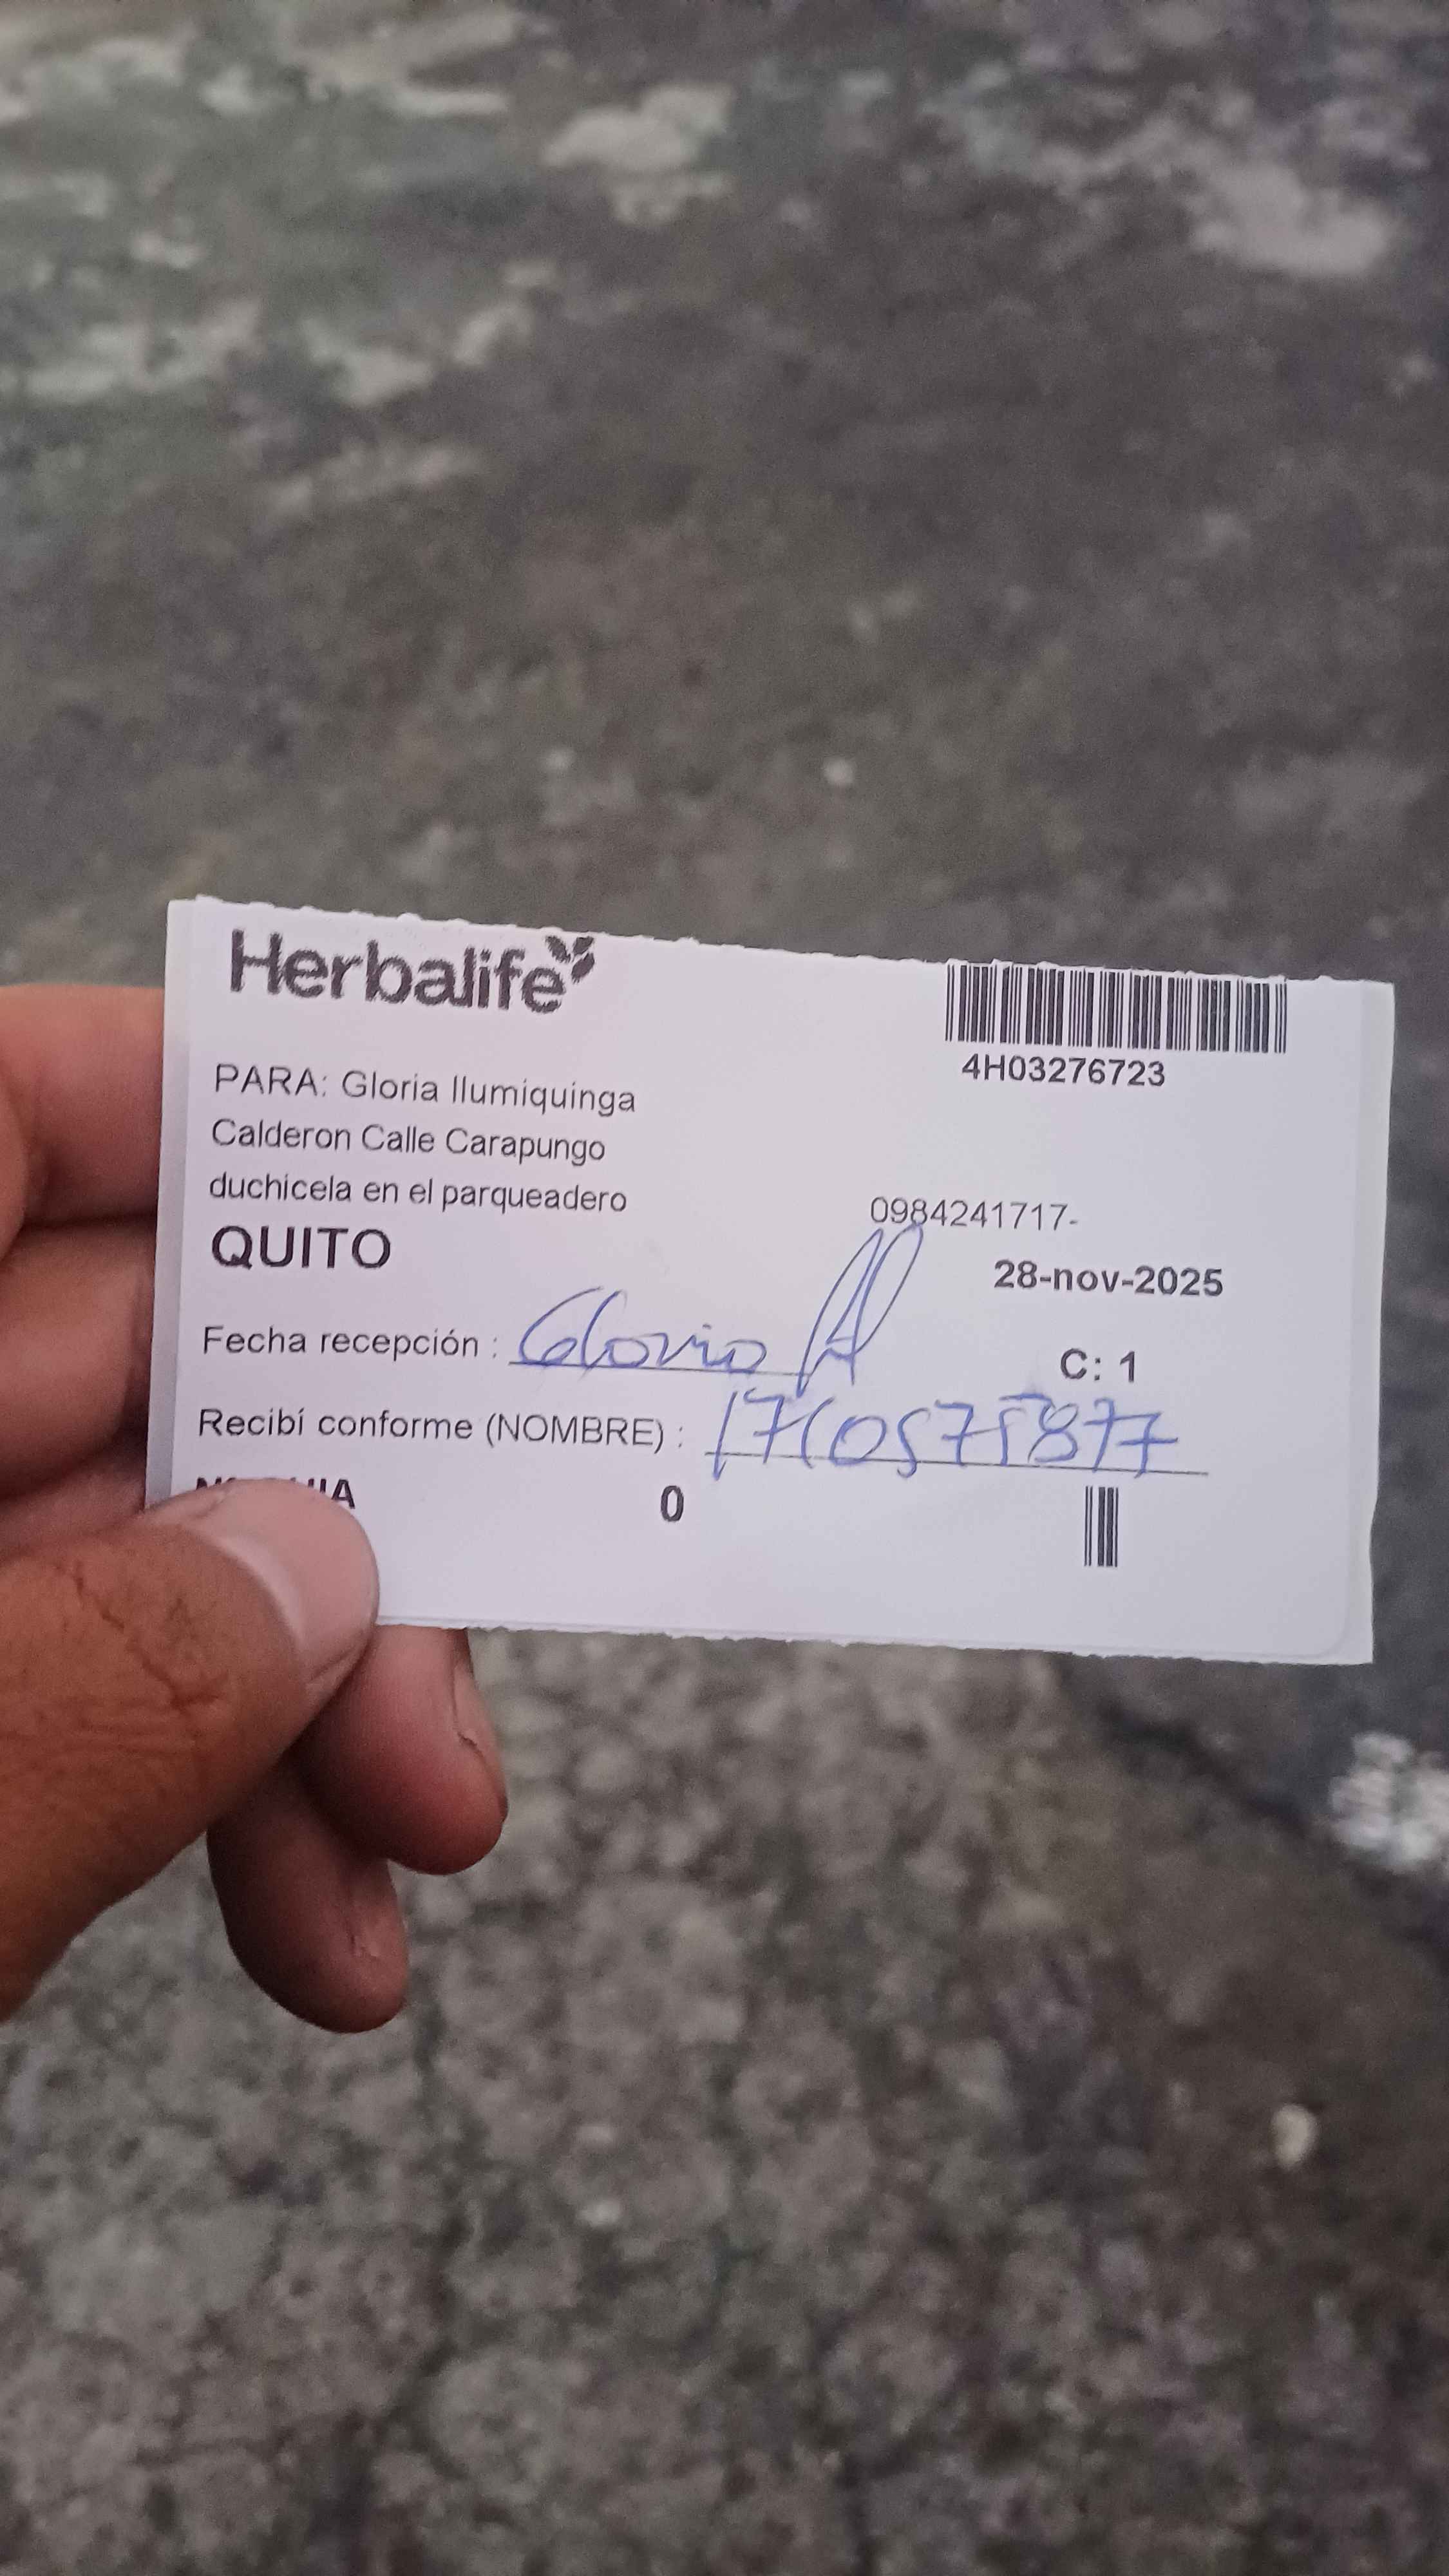 Herbalife
4H03276723
PARA: Gloria llumiquinga
Calderon Calle Carapungo
duchicela en el parqueadero
0984241717-
QUITO
28-nov-2025
Fecha recepción : Gloria
C: 1
Recibí conforme (NOMBRE) : 1710575877
0